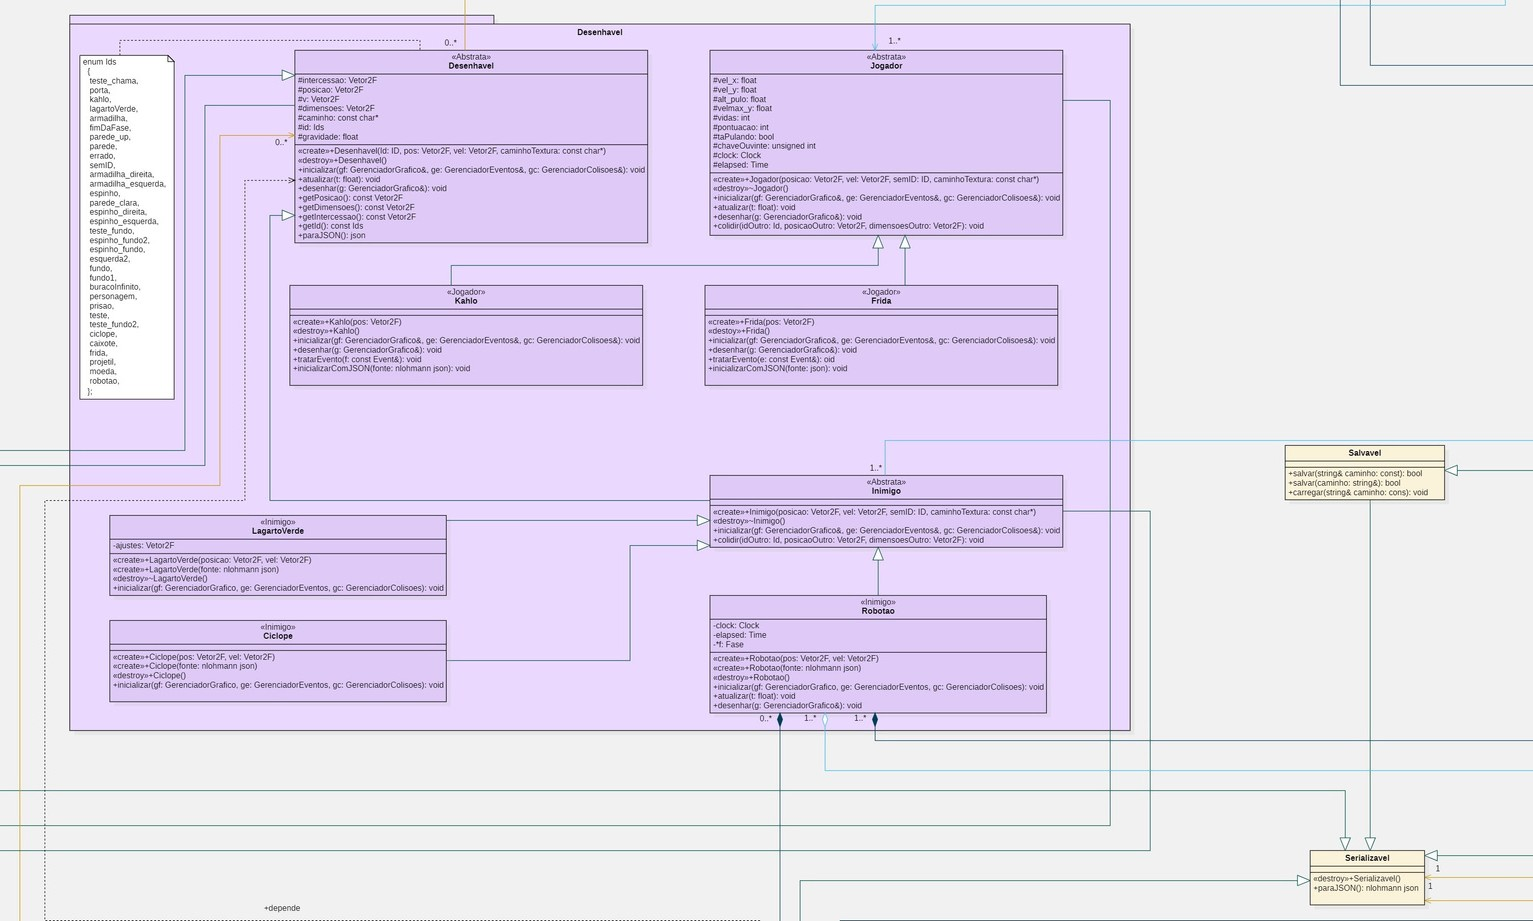 Desenhavel
enum Ids
{
teste_chama,
porta,
kahlo,
lagartoVerde,
armadilha,
fimDaFase,
parede_up,
parede,
errado,
semID,
armadilha_direita,
armadilha_esquerda,
espinho,
parede_clara,
espinho_direita,
espinho_esquerda,
teste_fundo,
espinho_fundo2,
espinho_fundo,
esquerda2,
fundo,
fundo1,
buracoInfinito,
personagem,
prisao,
teste,
teste_fundo2,
ciclope,
caixote,
frida,
projetil,
moeda,
robotao,
};
0..*
«Abstrata»
Desenhavel
#intercessao: Vetor2F
#posicao: Vetor2F
#v: Vetor2F
#dimensoes: Vetor2F
#caminho: const char*
#id: Ids
#gravidade: float
0..*
«create»+Desenhavel(Id: ID, pos: Vetor2F, vel: Vetor2F, caminhoTextura: const char*)
«destroy»+Desenhavel()
+inicializar(gf: GerenciadorGrafico&, ge: GerenciadorEventos&, gc: GerenciadorColisoes&): void
+atualizar(t: float): void
+desenhar(g: GerenciadorGrafico&): void
+getPosicao(): const Vetor2F
+getDimensoes(): const Vetor2F
+getIntercessao(): const Vetor2F
+getId(): const Ids
+paraJSON(): json
1..*
«Abstrata»
Jogador
#vel_x: float
#vel_y: float
#alt_pulo: float
#velmax_y: float
#vidas: int
#pontuacao: int
#taPulando: bool
#chaveOuvinte: unsigned int
#clock: Clock
#elapsed: Time
«create»+Jogador(posicao: Vetor2F, vel: Vetor2F, semID: ID, caminhoTextura: const char*)
«destroy»~Jogador()
+inicializar(gf: GerenciadorGrafico&, ge: GerenciadorEventos&, gc: GerenciadorColisoes&): void
+atualizar(t: float): void
+desenhar(g: GerenciadorGrafico&): void
+colidir(idOutro: Id, posicaoOutro: Vetor2F, dimensoesOutro: Vetor2F): void
«Jogador»
Kahlo
«create»+Kahlo(pos: Vetor2F)
«destroy»+Kahlo()
+inicializar(gf: GerenciadorGrafico&, ge: GerenciadorEventos&, gc: GerenciadorColisoes&): void
+desenhar(g: GerenciadorGrafico&): void
+tratarEvento(f: const Event&): void
+inicializarComJSON(fonte: nlohmann json): void
«Jogador»
Frida
«create»+Frida(pos: Vetor2F)
«destoy»+Frida()
+inicializar(gf: GerenciadorGrafico&, ge: GerenciadorEventos&, gc: GerenciadorColisoes&): void
+desenhar(g: GerenciadorGrafico&): void
+tratarEvento(e: const Event&): oid
+inicializarComJSON(fonte: json): void
1..*
«Abstrata»
Inimigo
«create»+Inimigo(posicao: Vetor2F, vel: Vetor2F, semID: ID, caminhoTextura: const char*)
«destroy»~Inimigo()
+inicializar(gf: GerenciadorGrafico&, ge: GerenciadorEventos&, gc: GerenciadorColisoes&): void
+colidir(idOutro: Id, posicaoOutro: Vetor2F, dimensoesOutro: Vetor2F): void
Salvavel
+salvar(string& caminho: const): bool
+salvar(caminho: string&): bool
+carregar(string& caminho: cons): void
«Inimigo»
LagartoVerde
-ajustes: Vetor2F
«create»+LagartoVerde(posicao: Vetor2F, vel: Vetor2F)
«create»+LagartoVerde(fonte: nlohmann json)
«destroy»~LagartoVerde()
+inicializar(gf: GerenciadorGrafico, ge: GerenciadorEventos, gc: GerenciadorColisoes): void
«Inimigo»
Ciclope
«create»+Ciclope(pos: Vetor2F, vel: Vetor2F)
«create»+Ciclope(fonte: nlohmann json)
«destroy»+Ciclope()
+inicializar(gf: GerenciadorGrafico, ge: GerenciadorEventos, gc: GerenciadorColisoes): void
«Inimigo»
Robotao
-clock: Clock
-elapsed: Time
-*f: Fase
«create»+Robotao(pos: Vetor2F, vel: Vetor2F)
«create»+Robotao(fonte: nlohmann json)
«destroy»+Robotao()
+inicializar(gf: GerenciadorGrafico, ge: GerenciadorEventos, gc: GerenciadorColisoes): void
+atualizar(t: float): void
+desenhar(g: GerenciadorGrafico&): void
0..*
1..*
1..*
Serializavel
«destroy»+Serializavel()
+paraJSON(): nlohmann json
1
1
+depende